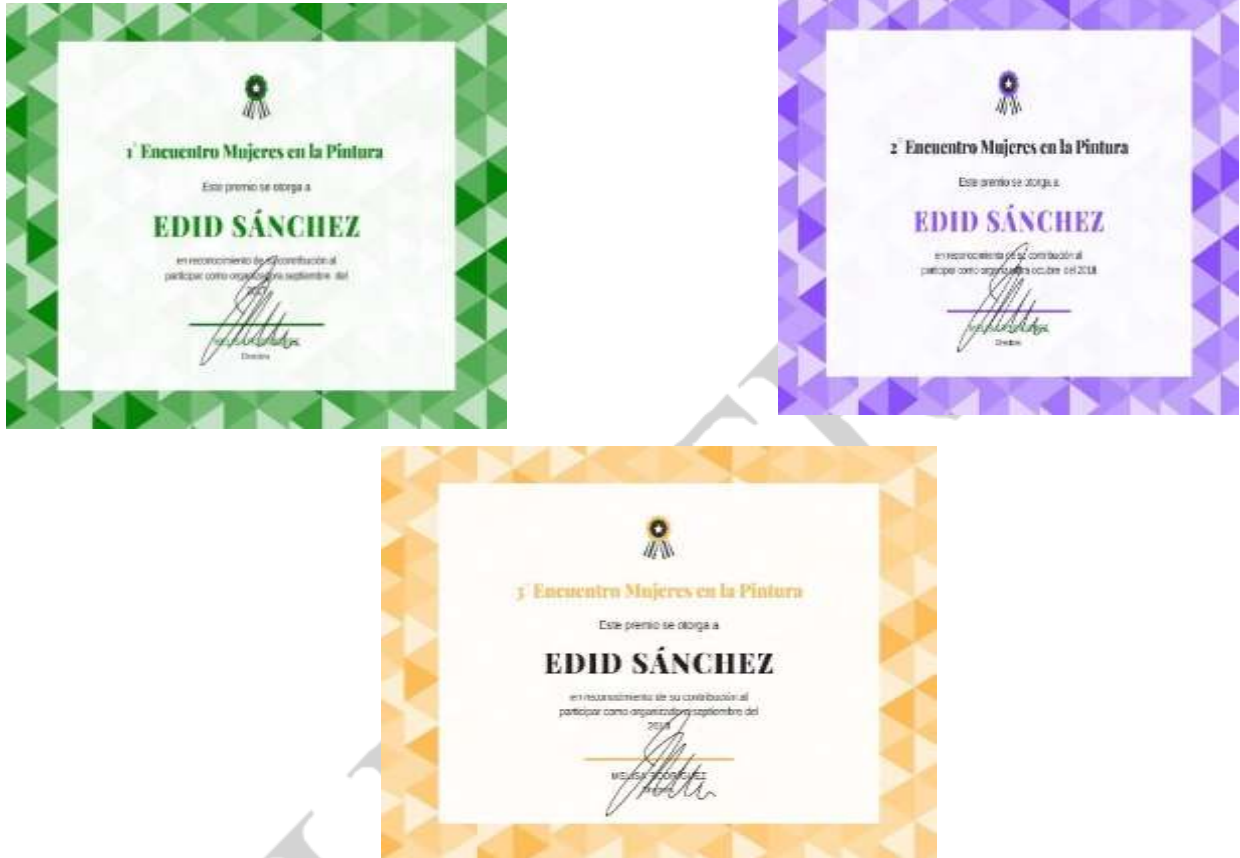 1° Encuentro Mujeres en la Pintura
Este premio se otorga a
EDID SÁNCHEZ
en reconocimiento de su contribución al
participar como organizadora septiembre del
2017
Directora
2° Encuentro Mujeres en la Pintura
Este premio se otorga a
EDID SÁNCHEZ
en reconocimiento de su contribución al
participar como organizadora octubre del 2018
Directora
3° Encuentro Mujeres en la Pintura
Este premio se otorga a
EDID SÁNCHEZ
en reconocimiento de su contribución al
participar como organizadora septiembre del
MELISA RODRÍGUEZ
Directora